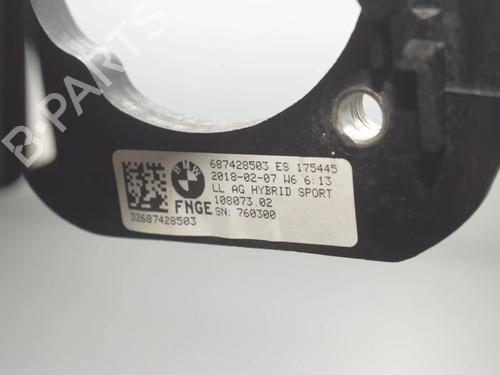 B-PARTS
687428503 ES 175445
2018-02-07 W6 6:13
LL AG HYBRID SPORT
108073.02
SN: 760300
BMW
FNGE
D2687428503